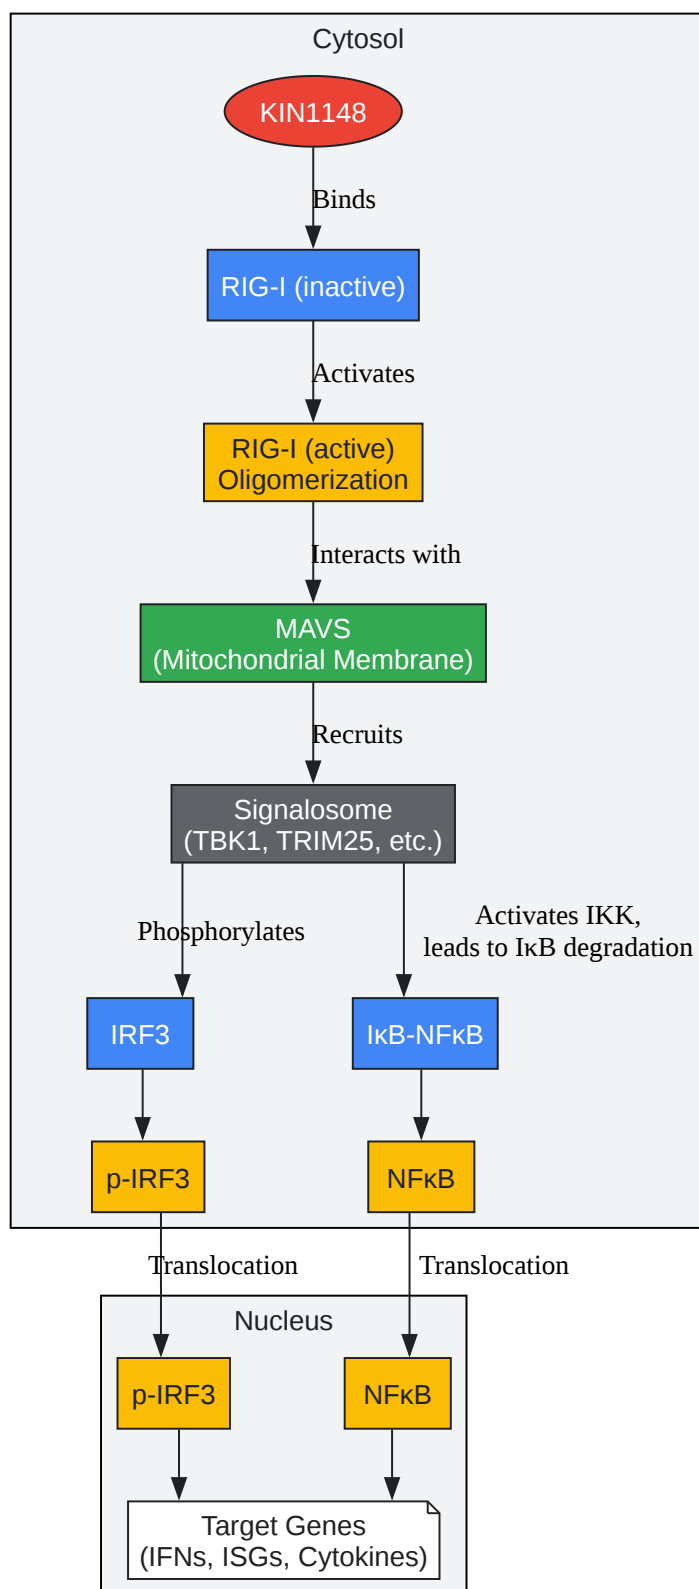 Cytosol
KIN1148
Binds
RIG-I (inactive)
Activates
RIG-I (active)
Oligomerization
Interacts with
MAVS
(Mitochondrial Membrane)
Recruits
Signalosome
(TBK1, TRIM25, etc.)
Phosphorylates
Activates IKK,
leads to IκB degradation
IRF3
IκB-NFκB
p-IRF3
NFκB
Translocation
Translocation
Nucleus
p-IRF3
NFκB
Target Genes
(IFNs, ISGs, Cytokines)